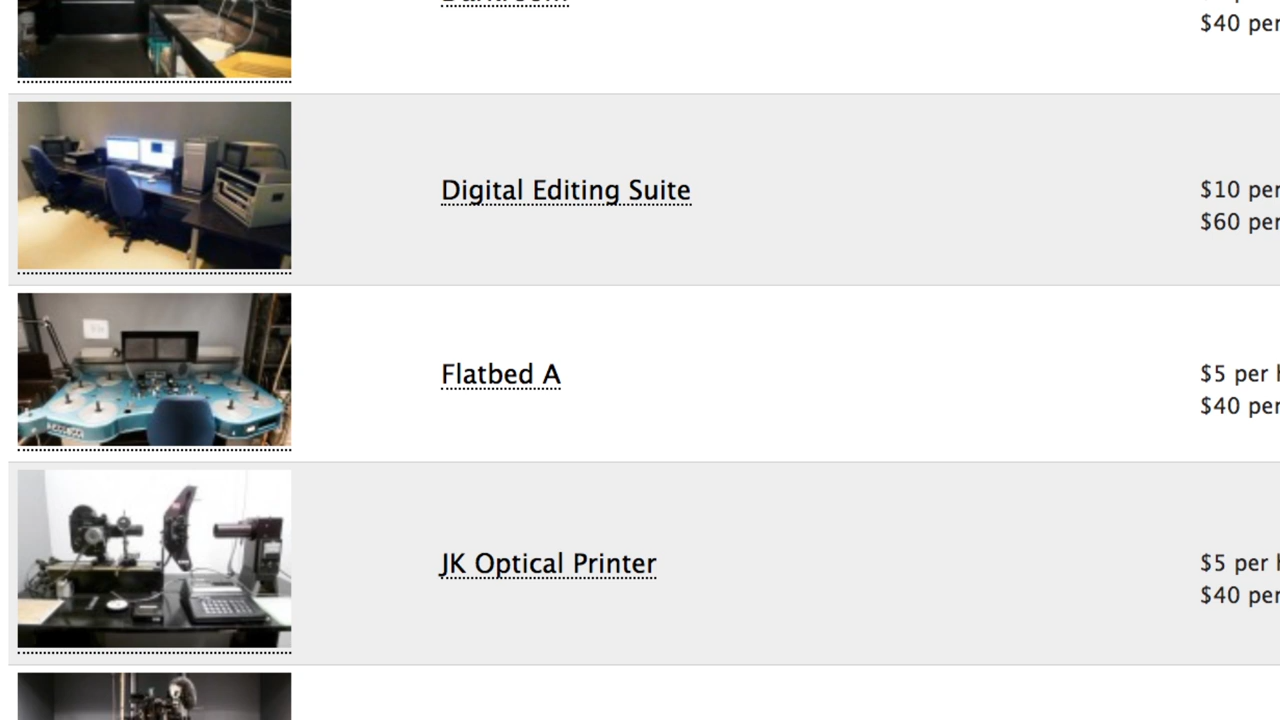 $40 per
Digital Editing Suite
$10 per
$60 per
Flatbed A
$5 per
$40 per
JK Optical Printer
$5 per
$40 per